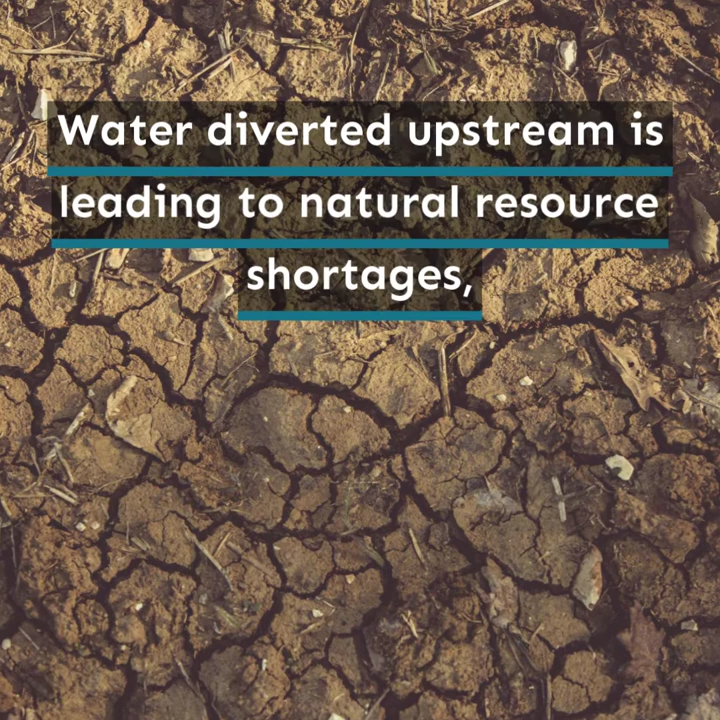 Water diverted upstream is
leading to natural resource
shortages,